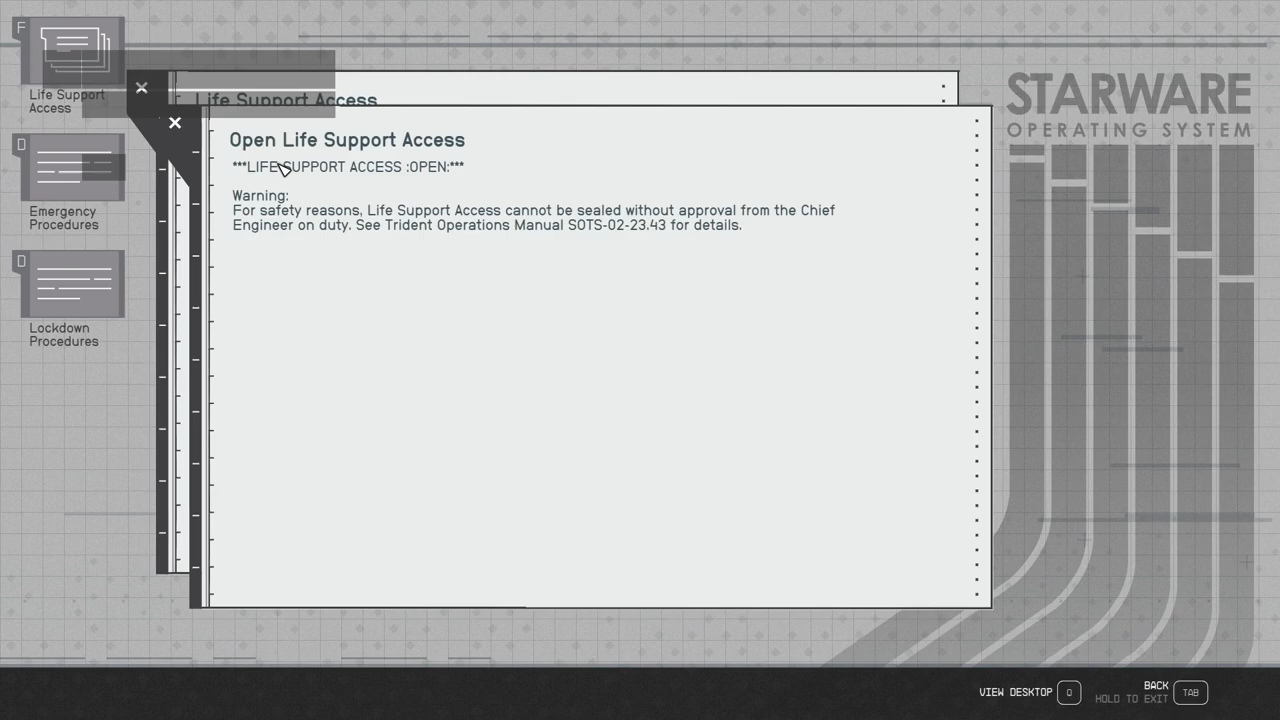 F
Life Support
Access
D
Emergency
Procedures
D
Lockdown
Procedures
Life Support Access
Open Life Support Access
***LIFE SUPPORT ACCESS :OPEN:***
Warning:
For safety reasons, Life Support Access cannot be sealed without approval from the Chief
Engineer on duty. See Trident Operations Manual SOTS-02-23.43 for details.
STARWARE
OPERATING SYSTEM
VIEW DESKTOP Q
BACK
HOLD TO EXIT TAB